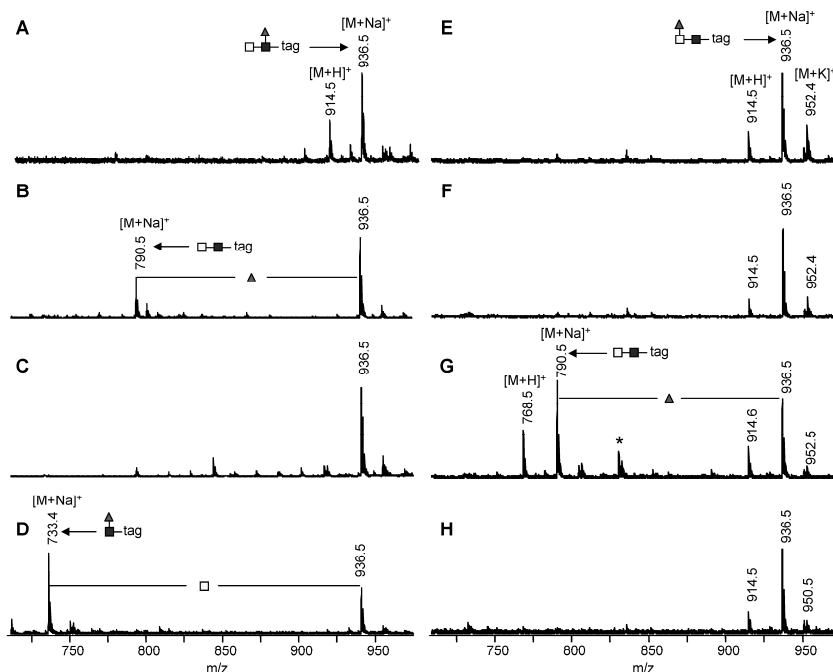 A
[M+Na]+
936.5
tag
[M+H]+
914.5
B
[M+Na]+
790.5
tag
936.5
C
936.5
D
[M+Na]+
733.4
tag
936.5
750 800 850 900 950
m/z
E
[M+Na]+
936.5
tag
[M+H]+
914.5
[M+K]+
952.4
F
936.5
914.5
952.4
G
[M+Na]+
790.5
tag
[M+H]+
768.5
*
936.5
914.6
952.5
H
936.5
914.5
950.5
750 800 850 900 950
m/z